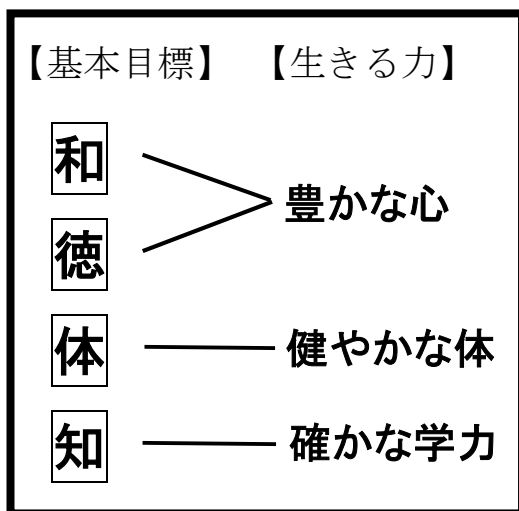 【基本目標】 【生きる力】
和
豊かな心
徳
体 健やかな体
知 確かな学力